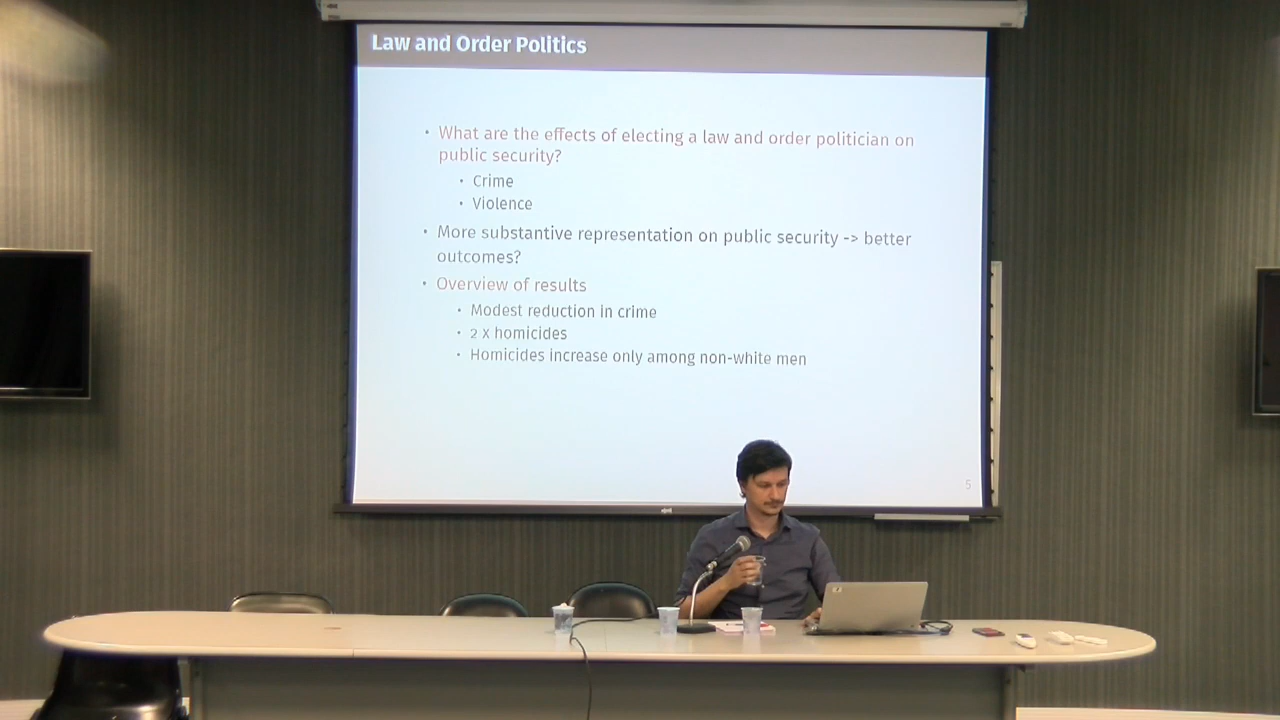 Law and Order Politics
• What are the effects of electing a law and order politician on
public security?
• Crime
• Violence
• More substantive representation on public security -> better
outcomes?
• Overview of results
• Modest reduction in crime
• 2 x homicides
• Homicides increase only among non-white men
5